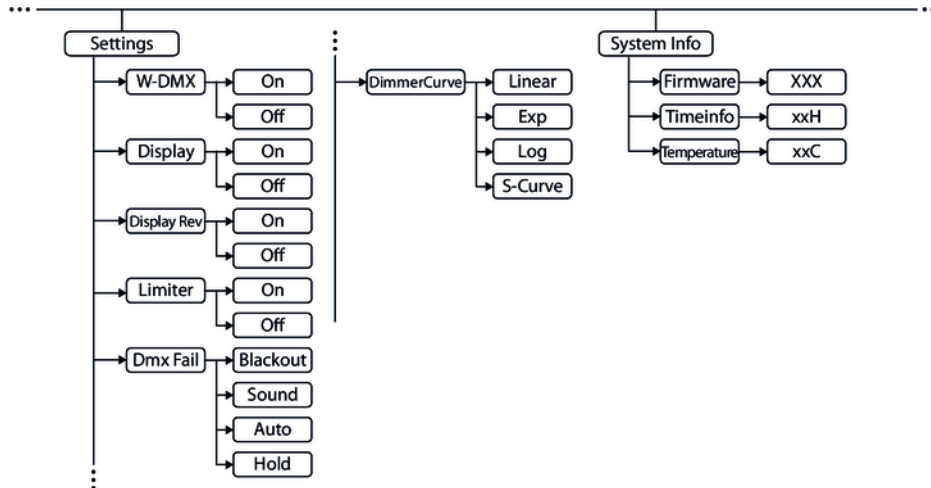 Settings
W-DMX
On
Off
Display
On
Off
Display Rev
On
Off
Limiter
On
Off
Dmx Fail
Blackout
Sound
Auto
Hold
DimmerCurve
Linear
Exp
Log
S-Curve
System Info
Firmware
XXX
Timeinfo
xxH
Temperature
xxC